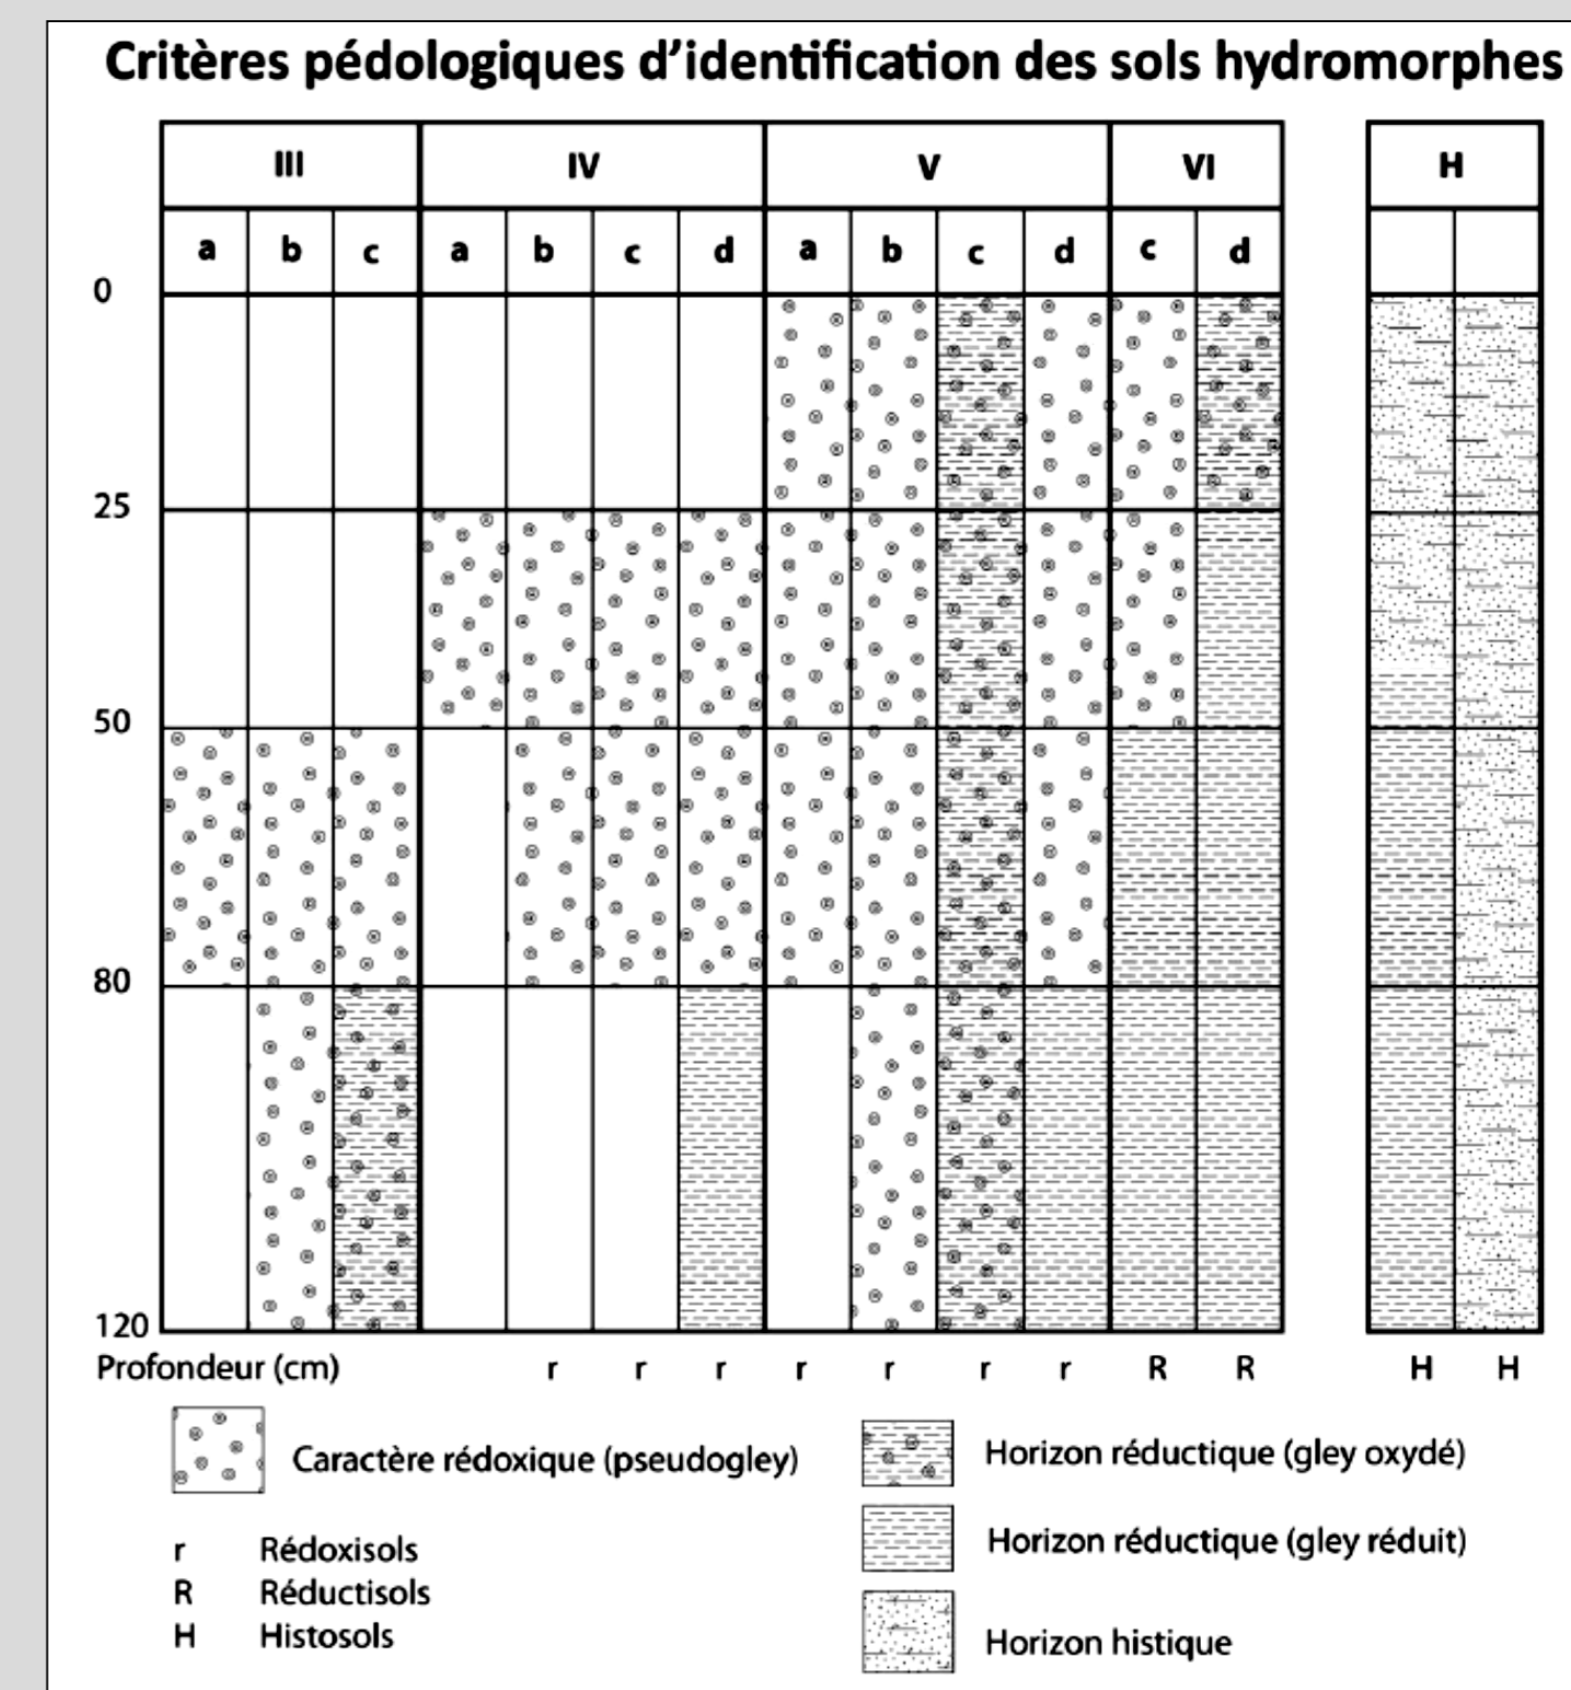 Critères pédologiques d'identification des sols hydromorphes
III IV V VI H
a b c a b c d a b c d c d
0
25
50
80
120
Profondeur (cm) r r r r r r r R R H H
Caractère rédoxique (pseudogley)
r Rédoxisols
R Réductisols
H Histosols
Horizon réductique (gley oxydé)
Horizon réductique (gley réduit)
Horizon histique